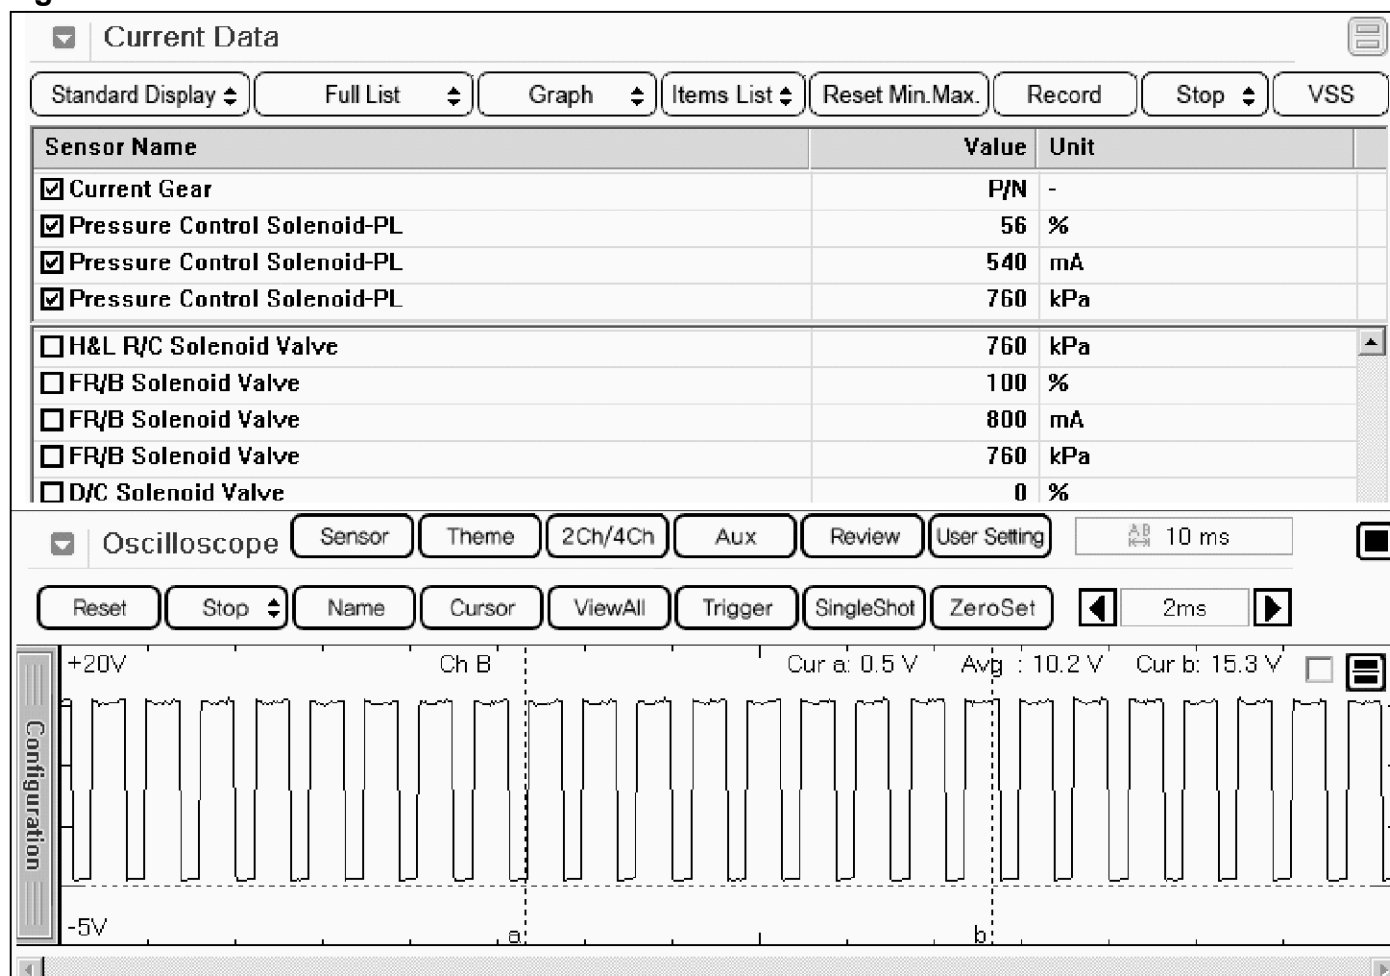 Current Data
Standard Display Full List Graph Items List Reset Min.Max. Record Stop VSS
Sensor Name Value Unit
Current Gear P/N -
Pressure Control Solenoid-PL 56 %
Pressure Control Solenoid-PL 540 mA
Pressure Control Solenoid-PL 760 kPa
H&L R/C Solenoid Valve 760 kPa
FR/B Solenoid Valve 100 %
FR/B Solenoid Valve 800 mA
FR/B Solenoid Valve 760 kPa
D/C Solenoid Valve 0 %
Oscilloscope Sensor Theme 2Ch/4Ch Aux Review User Setting AB 10 ms
Reset Stop Name Cursor ViewAll Trigger SingleShot ZeroSet 2ms
+20V Ch B Cur a: 0.5 V Avg : 10.2 V Cur b: 15.3 V
Configuration
-5V a b